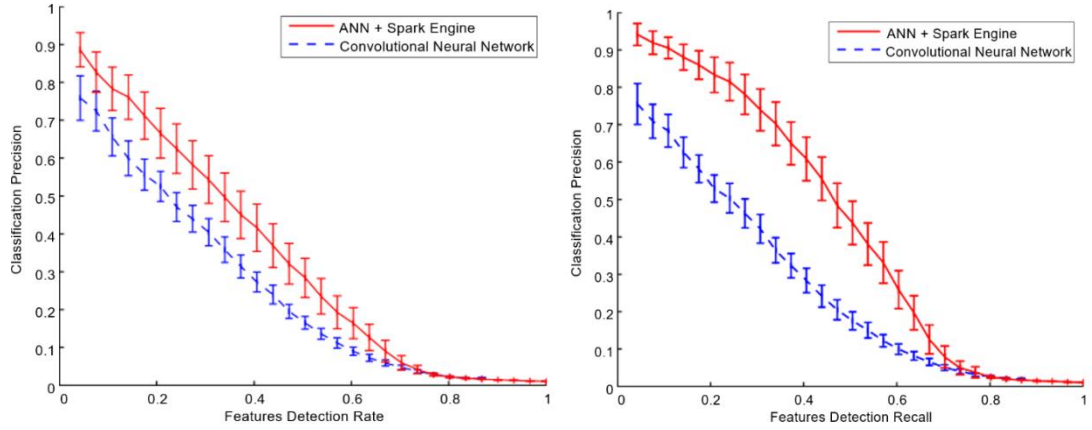 1
0.9
0.8
0.7
0.6
0.5
0.4
0.3
0.2
0.1
0
0 0.2 0.4 0.6 0.8 1
Classification Precision
Features Detection Rate
ANN + Spark Engine
Convolutional Neural Network
1
0.9
0.8
0.7
0.6
0.5
0.4
0.3
0.2
0.1
0
0 0.2 0.4 0.6 0.8 1
Classification Precision
Features Detection Recall
ANN + Spark Engine
Convolutional Neural Network